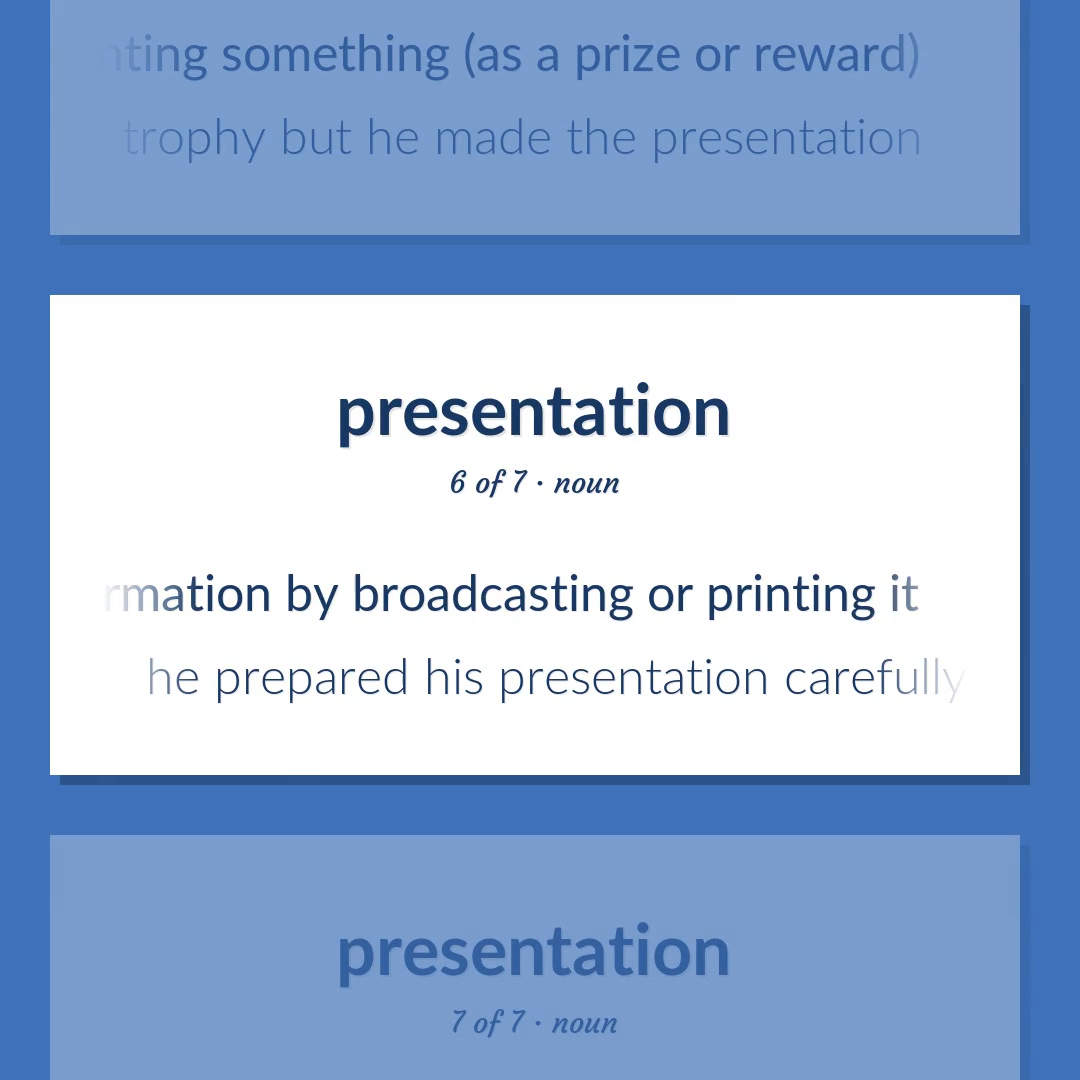 nting something (as a prize or reward)
trophy but he made the presentation
presentation
6 of 7 · noun
rmation by broadcasting or printing it
he prepared his presentation carefully
presentation
7 of 7 · noun